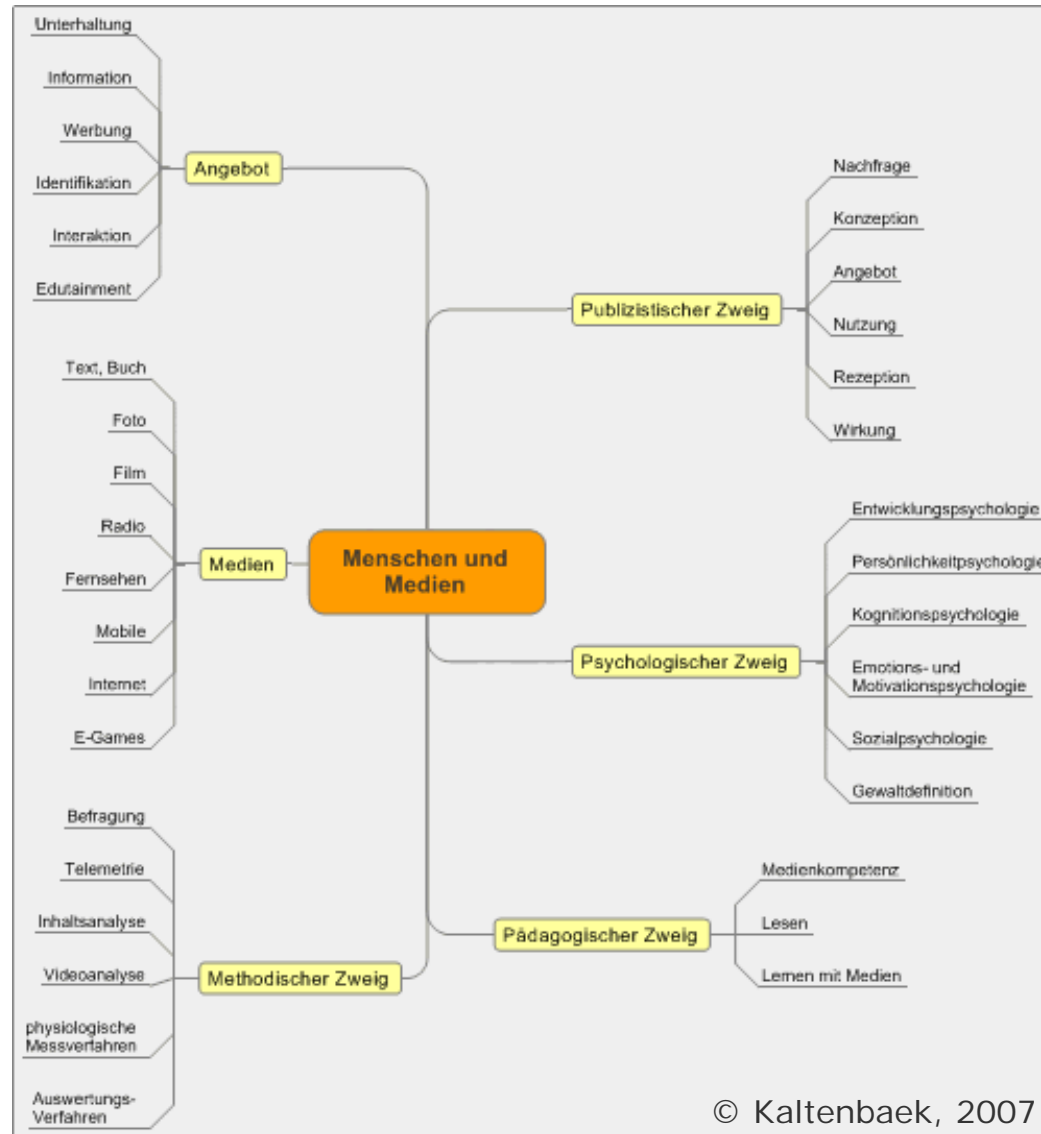 Menschen und
Medien
Angebot
Unterhaltung
Information
Werbung
Identifikation
Interaktion
Edutainment
Medien
Text, Buch
Foto
Film
Radio
Fernsehen
Mobile
Internet
E-Games
Methodischer Zweig
Befragung
Telemetrie
Inhaltsanalyse
Videoanalyse
physiologische
Messverfahren
Auswertungs-
Verfahren
Publizistischer Zweig
Nachfrage
Konzeption
Angebot
Nutzung
Rezeption
Wirkung
Psychologischer Zweig
Entwicklungspsychologie
Persönlichkeitpsychologie
Kognitionspsychologie
Emotions- und
Motivationspsychologie
Sozialpsychologie
Gewaltdefinition
Pädagogischer Zweig
Medienkompetenz
Lesen
Lernen mit Medien
© Kaltenbaek, 2007